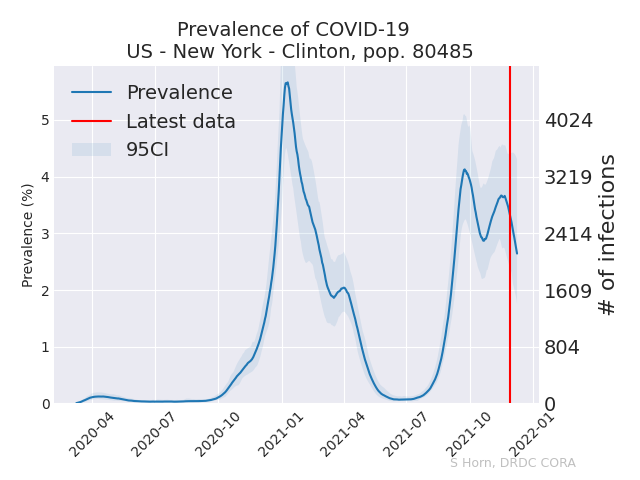 Prevalence of COVID-19
US - New York - Clinton, pop. 80485
Prevalence
Latest data
95CI
Prevalence (%)
5
4
3
2
1
0
4024
3219
2414
1609
804
0
# of infections
2020-04
2020-07
2020-10
2021-01
2021-04
2021-07
2021-10
2022-01
S Horn, DRDC CORA